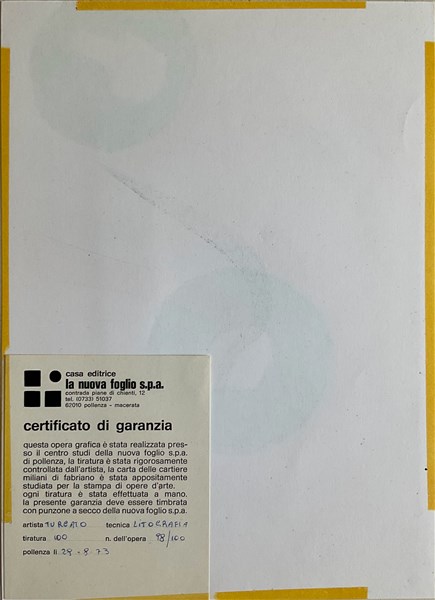 casa editrice
la nuova foglio s.p.a.
contrada piane di chienti, 12
tel. (0733) 51037
62010 pollenza - macerata
certificato di garanzia
questa opera grafica è stata realizzata pres-
so il centro studi della nuova foglio s.p.a.
di pollenza, la tiratura è stata rigorosamente
controllata dall'artista, la carta delle cartiere
miliani di fabriano è stata appositamente
studiata per la stampa di opere d'arte.
ogni tiratura è stata effettuata a mano.
la presente garanzia deve essere timbrata
con punzone a secco della nuova foglio s.p.a.
artista TURCATO tecnica LITOGRAFIA
tiratura 100 n. dell'opera 98/100
pollenza li 29-8-73